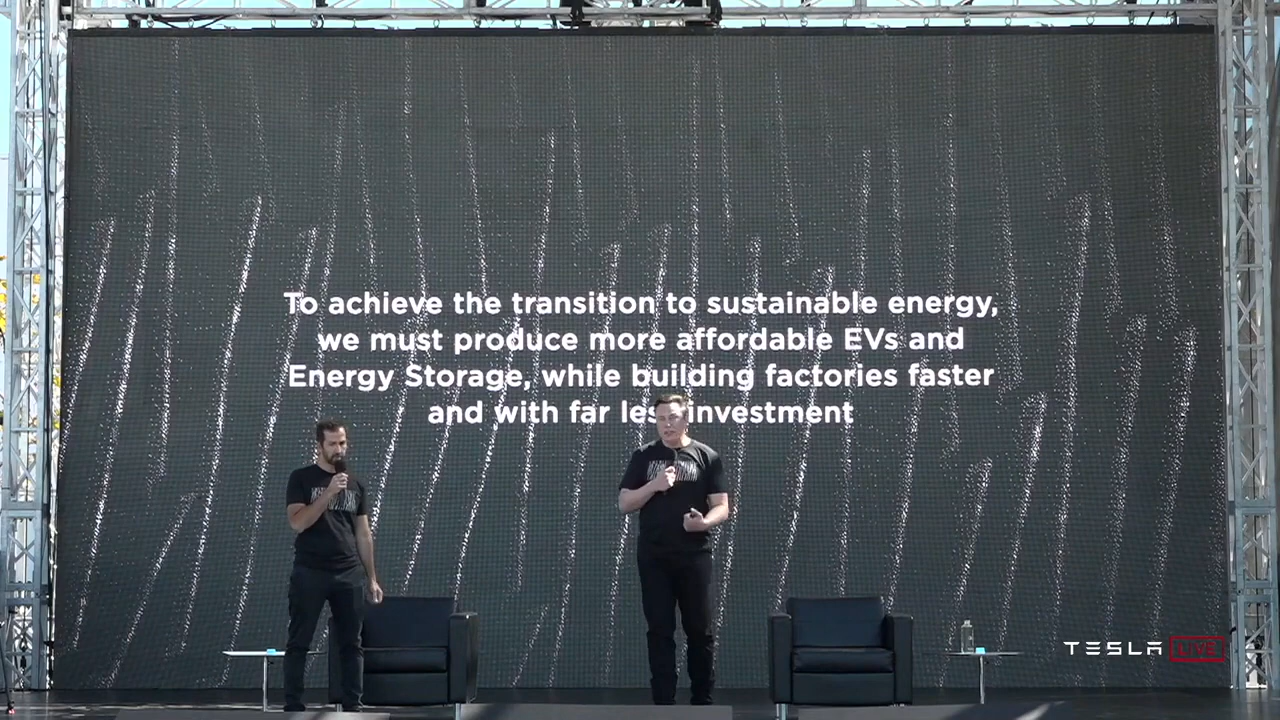 To achieve the transition to sustainable energy,
we must produce more affordable EVs and
Energy Storage, while building factories faster
and with far less investment
TESLA LIVE